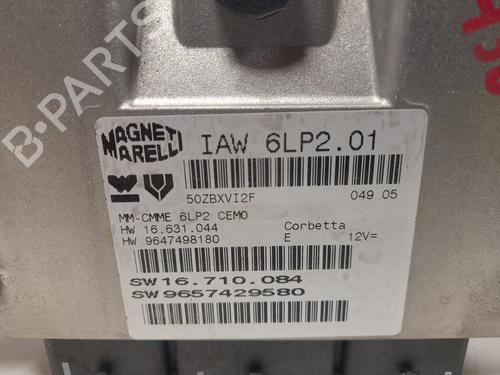 MAGNETI
MARELLI
IAW 6LP2.01
50ZBXVI2F
049 05
MM-CMME 6LP2 CEMO
HW 16.631.044
Corbetta
HW 9647498180
E
12V=
SW16.710.084
SW9657429580